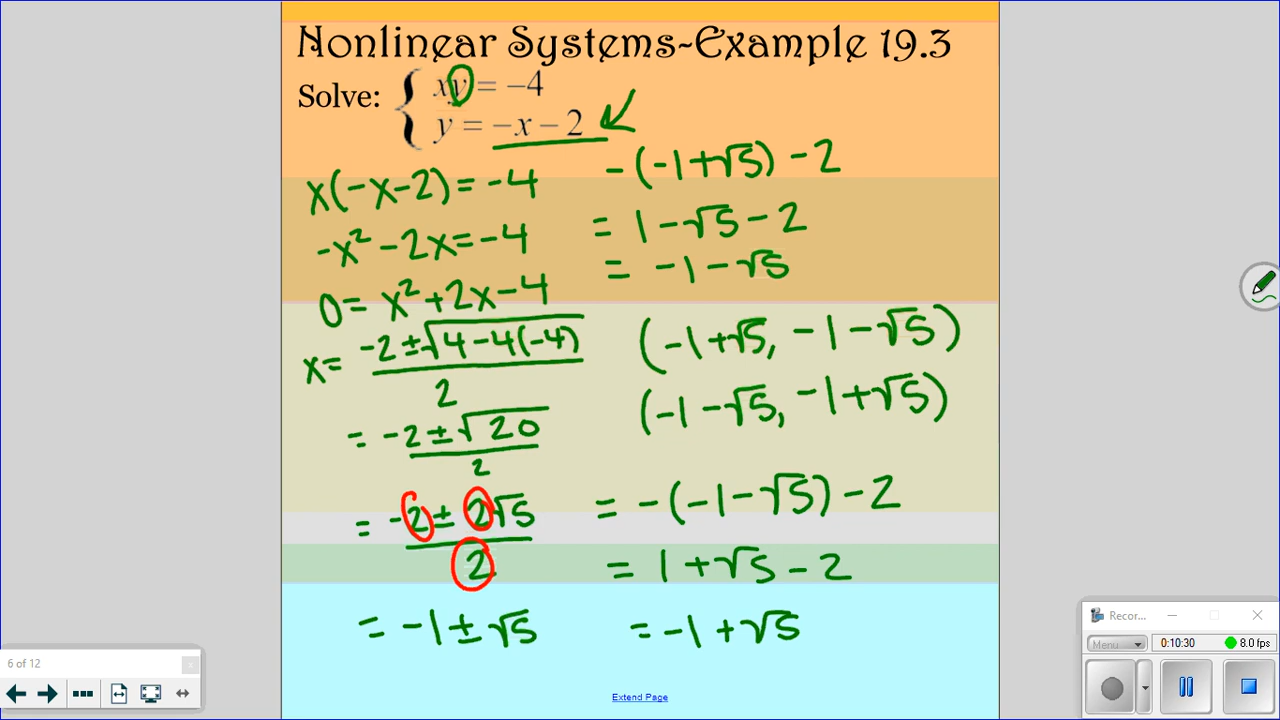 Nonlinear Systems-Example 19.3
Solve: { xy = -4
y = -x - 2
x(-x-2) = -4
-x² - 2x = -4
0 = x² + 2x - 4
x = -2 ± √4 - 4(-4)
2
= -2 ± √20
2
= -2 ± 2√5
2
= -1 ± √5
-(-1+√5) - 2
= 1 - √5 - 2
= -1 - √5
(-1+√5, -1-√5)
(-1-√5, -1+√5)
= -(-1-√5) - 2
= 1 + √5 - 2
= -1 + √5
Extend Page
6 of 12
x
Recor...
Menu
0:10:30
8.0 fps